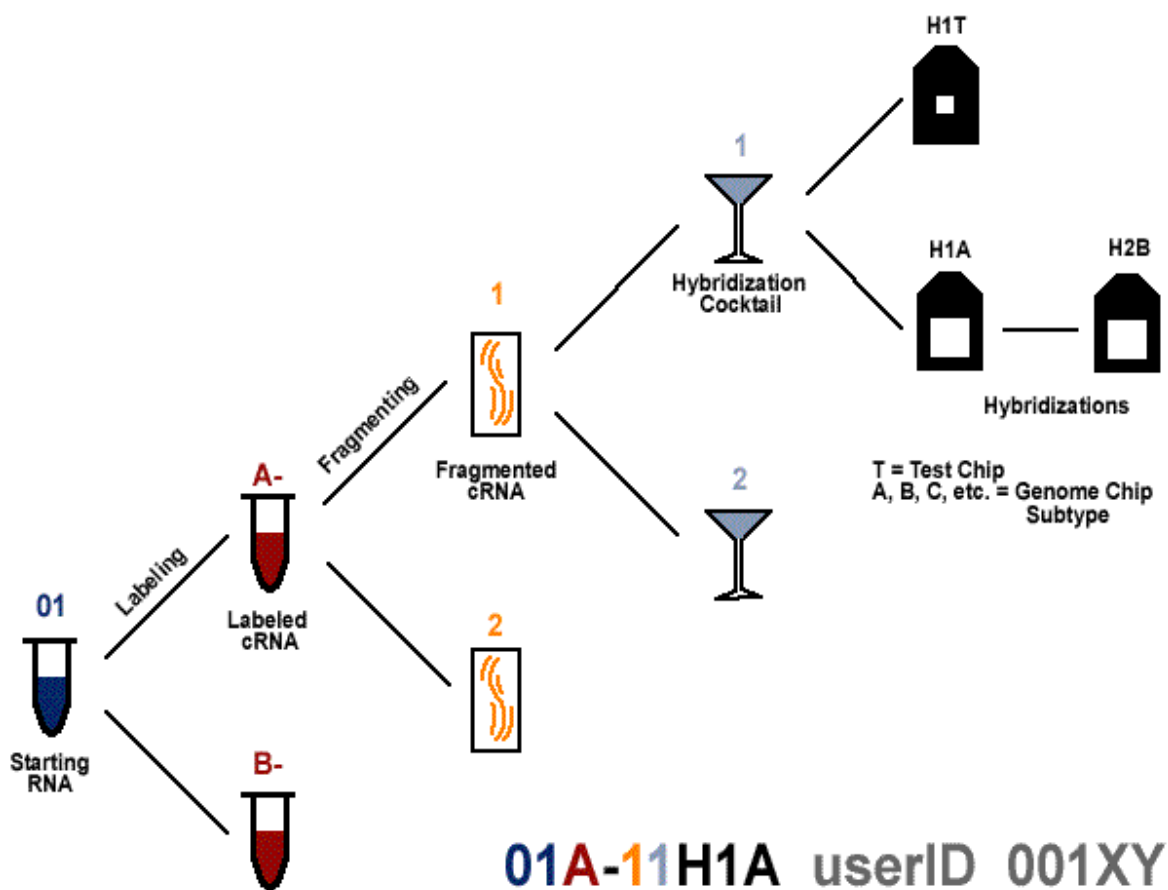 H1T
1
H1A
H2B
Hybridization
Cocktail
1
Hybridizations
Fragmenting
A-
Fragmented
cRNA
2
T = Test Chip
A, B, C, etc. = Genome Chip
Subtype
Labeling
01
Labeled
cRNA
2
Starting
RNA
B-
01A-11H1A userID 001XY